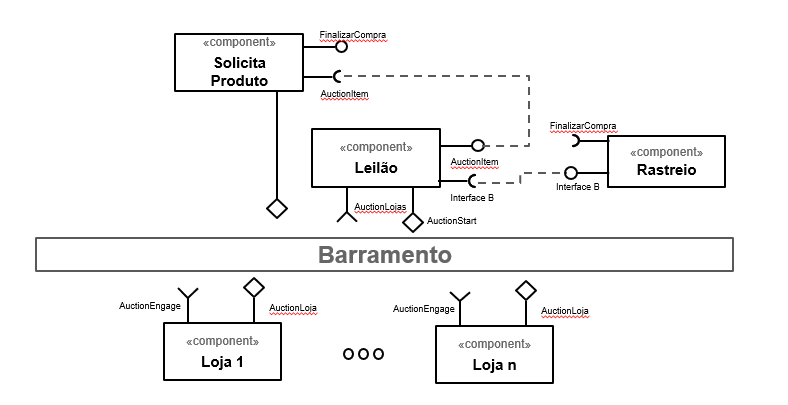 FinalizarCompra
«component»
Solicita
Produto
AuctionItem
FinalizarCompra
«component»
Leilão
AuctionItem
«component»
Rastreio
Interface B
Interface B
AuctionLojas
AuctionStart
Barramento
AuctionEngage
AuctionLoja
AuctionEngage
AuctionLoja
«component»
Loja 1
«component»
Loja n